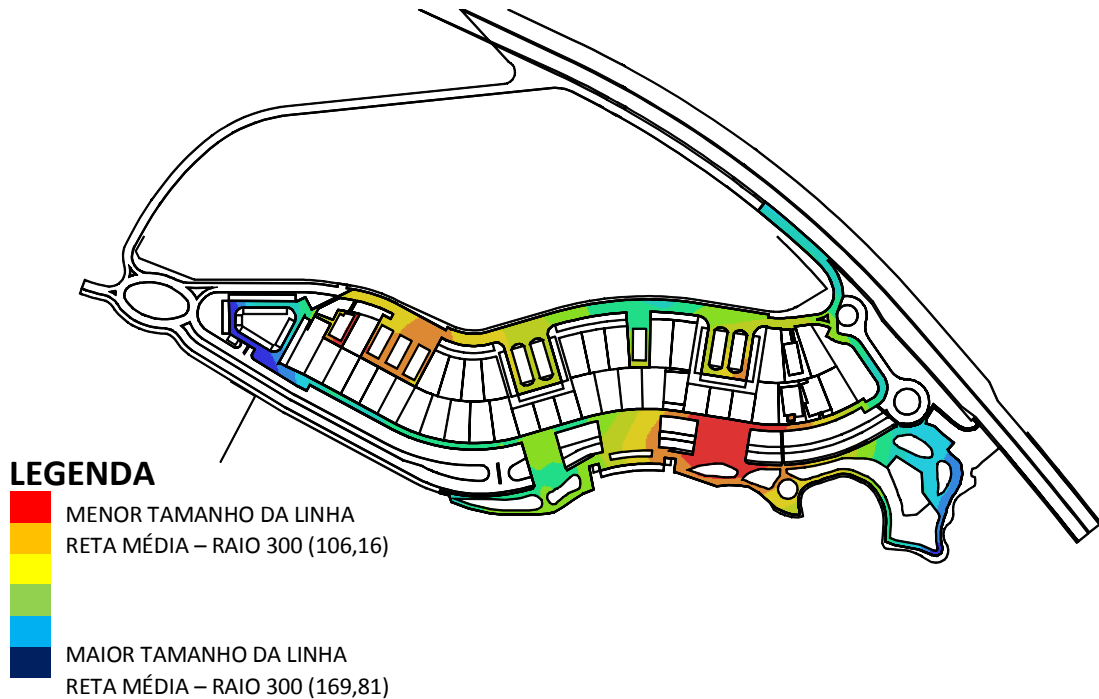 LEGENDA
MENOR TAMANHO DA LINHA
RETA MÉDIA – RAIO 300 (106,16)
MAIOR TAMANHO DA LINHA
RETA MÉDIA – RAIO 300 (169,81)